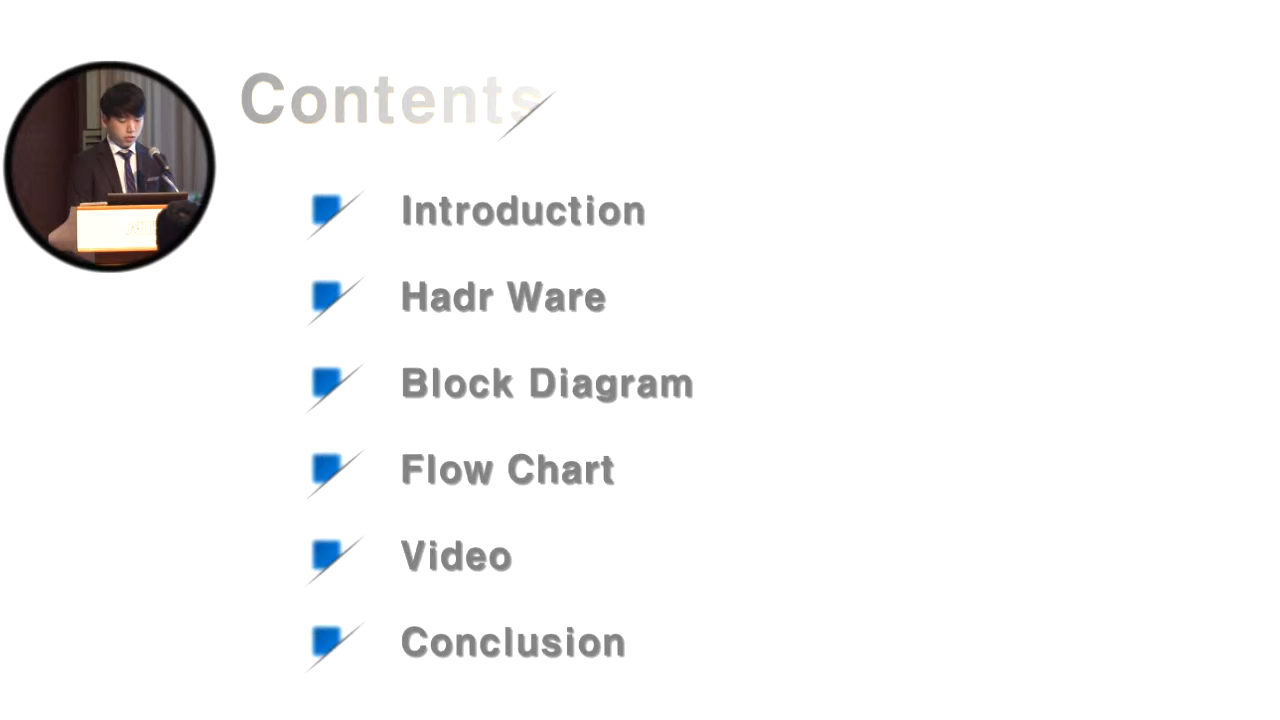 Contents
Introduction
Hadr Ware
Block Diagram
Flow Chart
Video
Conclusion